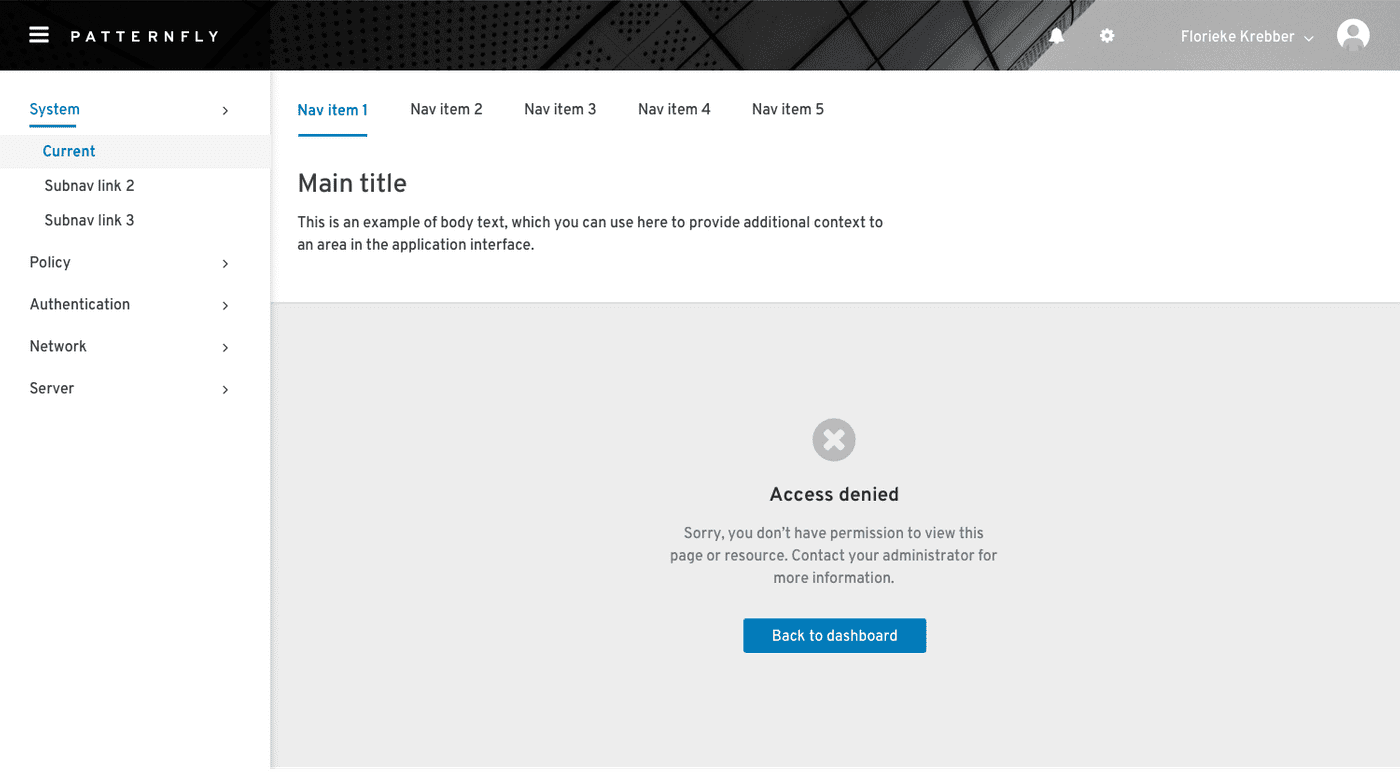 PATTERNFLY
Florieke Krebber
System
Current
Subnav link 2
Subnav link 3
Policy
Authentication
Network
Server
Nav item 1
Nav item 2
Nav item 3
Nav item 4
Nav item 5
Main title
This is an example of body text, which you can use here to provide additional context to
an area in the application interface.
Access denied
Sorry, you don’t have permission to view this
page or resource. Contact your administrator for
more information.
Back to dashboard